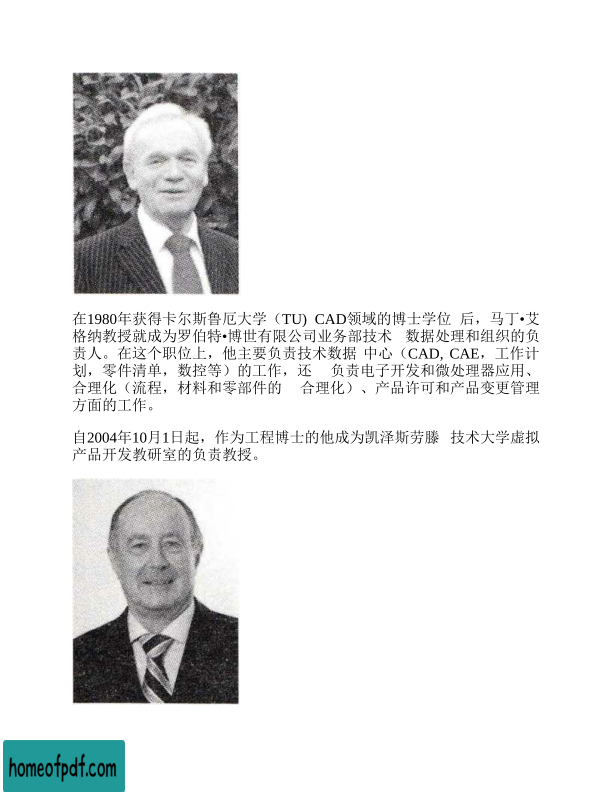 在1980年获得卡尔斯鲁厄大学（TU）CAD领域的博士学位 后，马丁•艾
格纳教授就成为罗伯特•博世有限公司业务部技术 数据处理和组织的负
责人。在这个职位上，他主要负责技术数据 中心（CAD, CAE，工作计
划，零件清单，数控等）的工作，还 负责电子开发和微处理器应用、
合理化（流程，材料和零部件的 合理化）、产品许可和产品变更管理
方面的工作。
自2004年10月1日起，作为工程博士的他成为凯泽斯劳滕 技术大学虚拟
产品开发教研室的负责教授。
homeofpdf.com